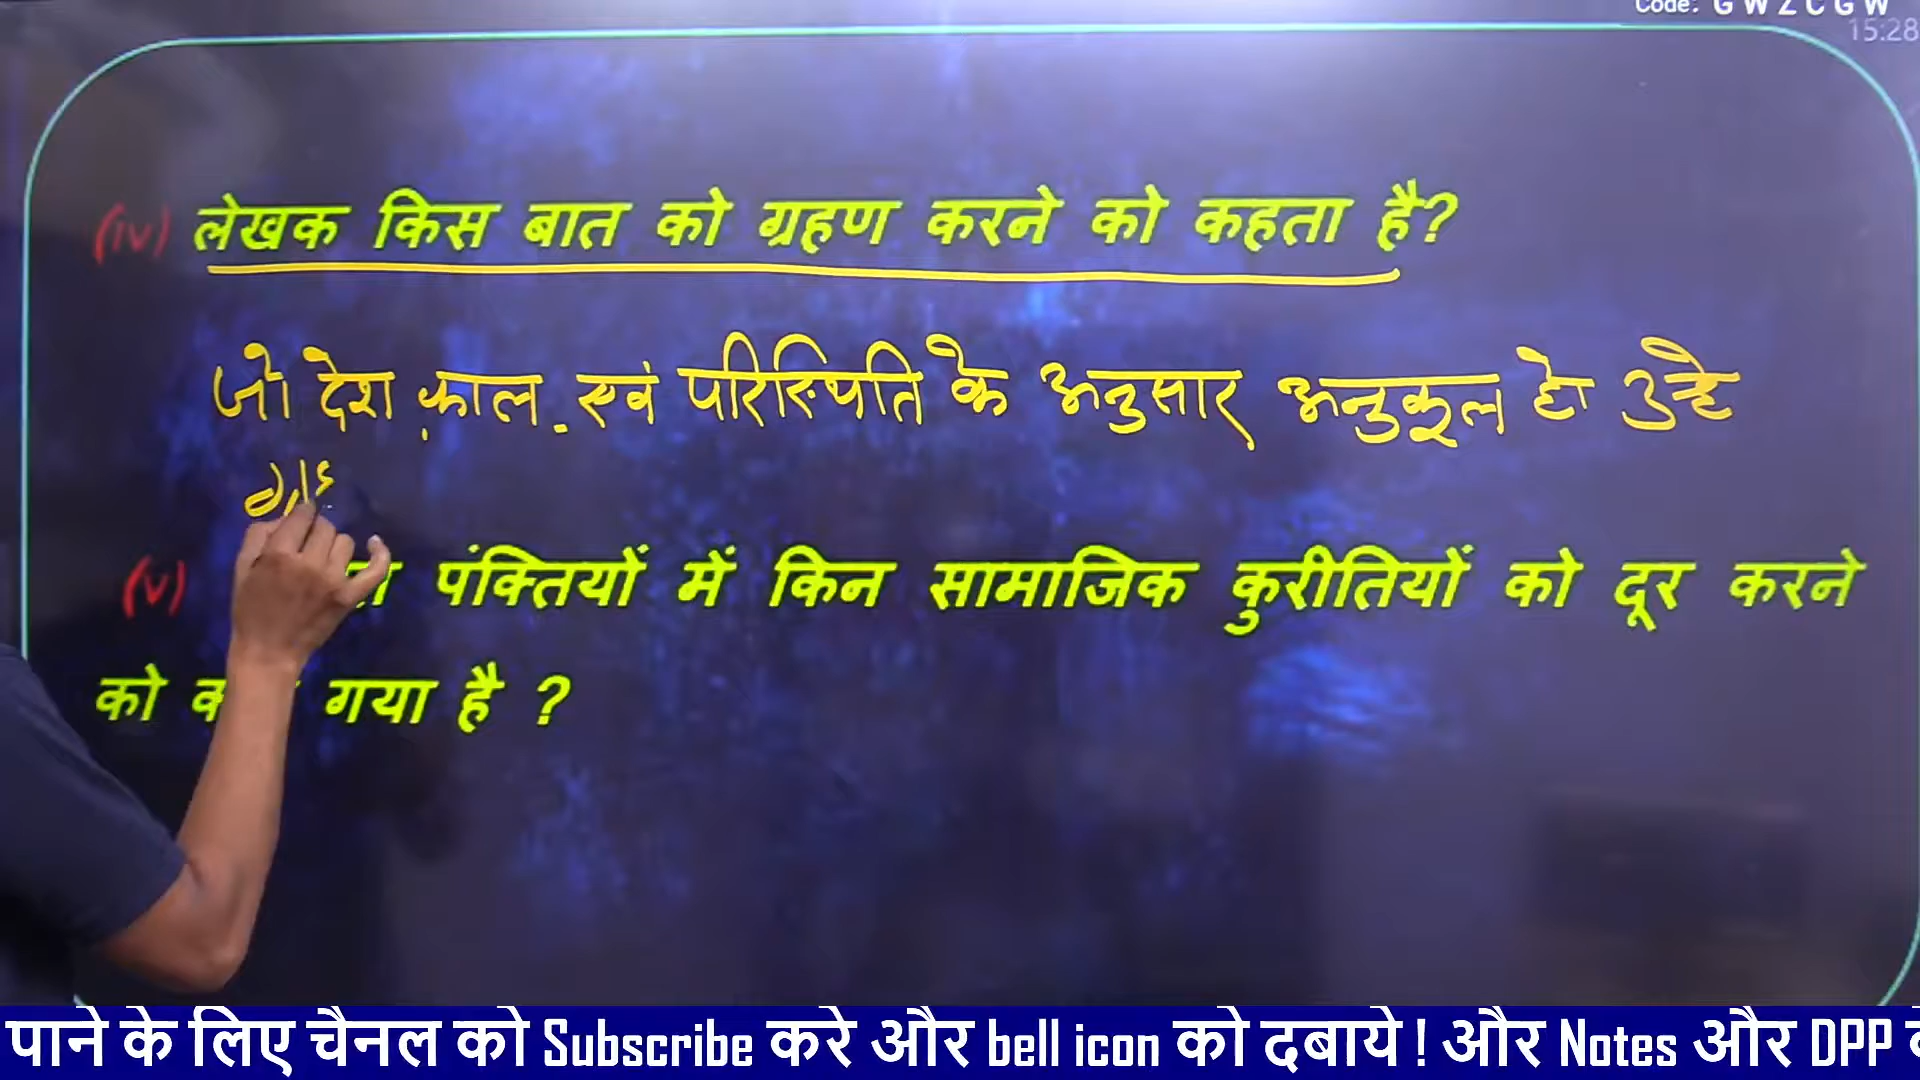 Code: G W Z C G W
15:28
(iv) लेखक किस बात को ग्रहण करने को कहता है?
जो देश काल एवं परिस्थिति के अनुसार अनुकूल हो उन्हे
(v) पंक्तियों में किन सामाजिक कुरीतियों को दूर करने
को गया है ?
पाने के लिए चैनल को Subscribe करे और bell icon को दबाये ! और Notes और DPP